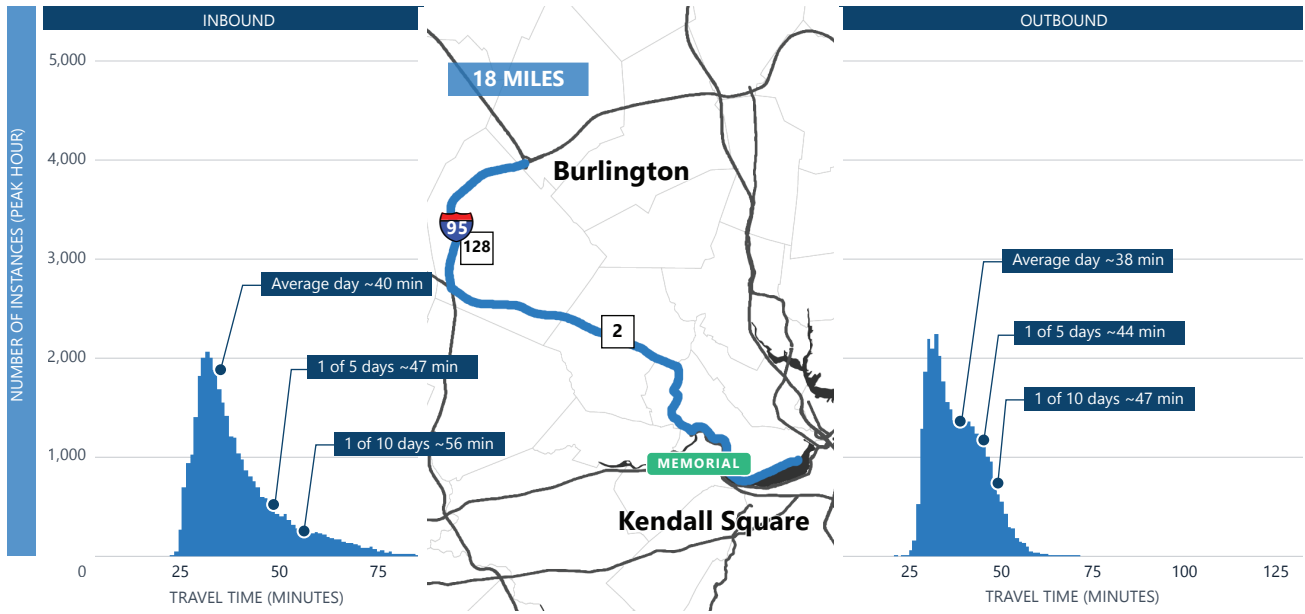 INBOUND
NUMBER OF INSTANCES (PEAK HOUR)
5,000
4,000
3,000
2,000
1,000
0
Average day ~40 min
1 of 5 days ~47 min
1 of 10 days ~56 min
25
50
75
TRAVEL TIME (MINUTES)
18 MILES
Burlington
95
128
2
MEMORIAL
Kendall Square
OUTBOUND
Average day ~38 min
1 of 5 days ~44 min
1 of 10 days ~47 min
25
50
75
100
125
TRAVEL TIME (MINUTES)